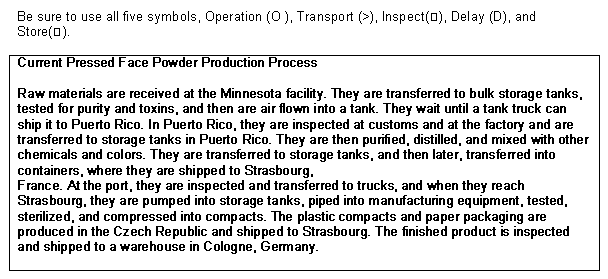 Be sure to use all five symbols, Operation (O ), Transport (>), Inspect(□), Delay (D), and
Store(□).
Current Pressed Face Powder Production Process
Raw materials are received at the Minnesota facility. They are transferred to bulk storage tanks,
tested for purity and toxins, and then are air flown into a tank. They wait until a tank truck can
ship it to Puerto Rico. In Puerto Rico, they are inspected at customs and at the factory and are
transferred to storage tanks in Puerto Rico. They are then purified, distilled, and mixed with other
chemicals and colors. They are transferred to storage tanks, and then later, transferred into
containers, where they are shipped to Strasbourg,
France. At the port, they are inspected and transferred to trucks, and when they reach
Strasbourg, they are pumped into storage tanks, piped into manufacturing equipment, tested,
sterilized, and compressed into compacts. The plastic compacts and paper packaging are
produced in the Czech Republic and shipped to Strasbourg. The finished product is inspected
and shipped to a warehouse in Cologne, Germany.